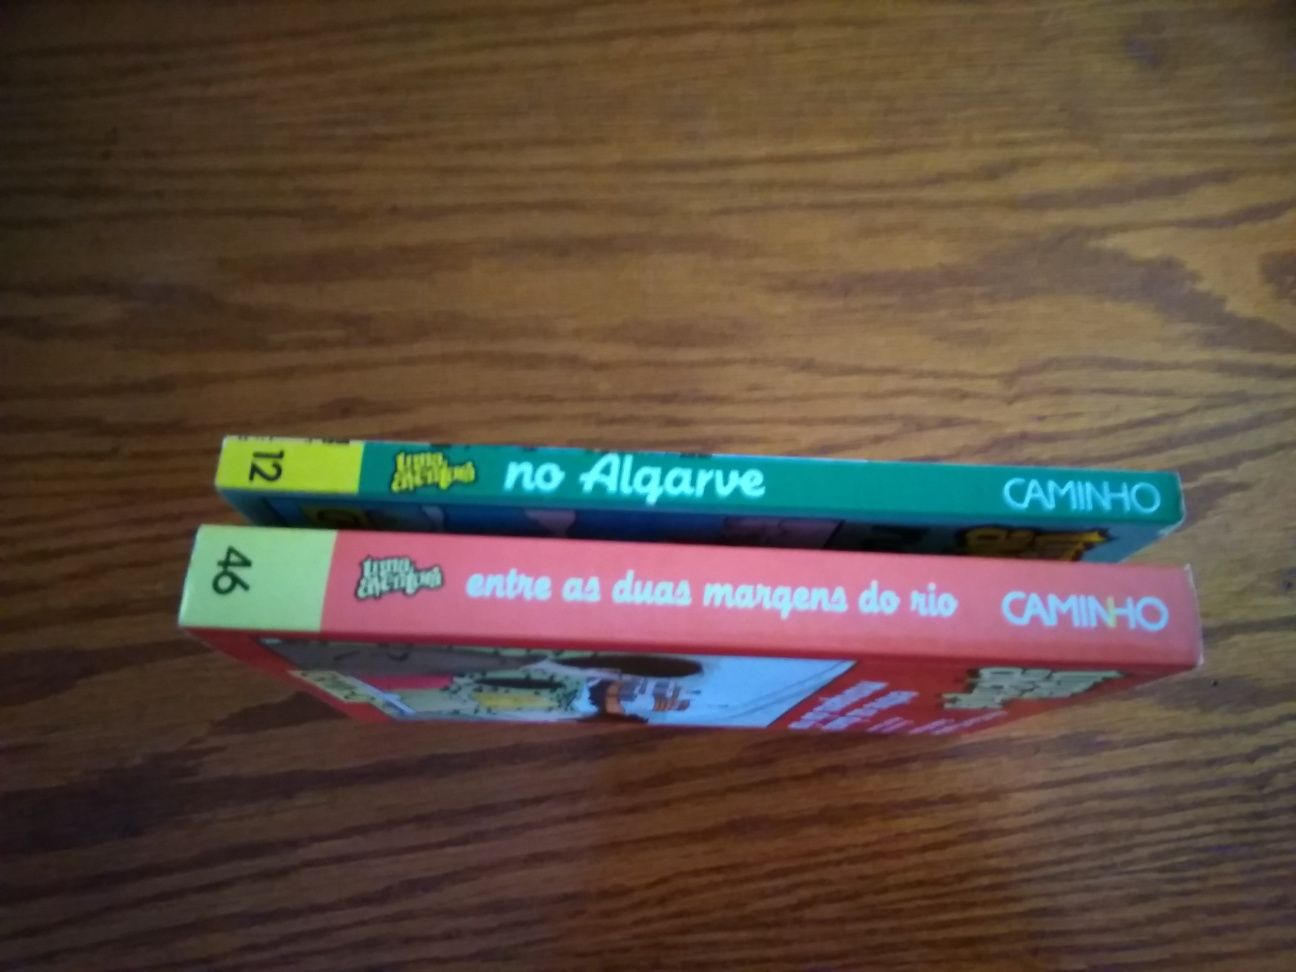 12 uma aventura no Algarve CAMINHO
46 uma aventura entre as duas margens do rio CAMINHO